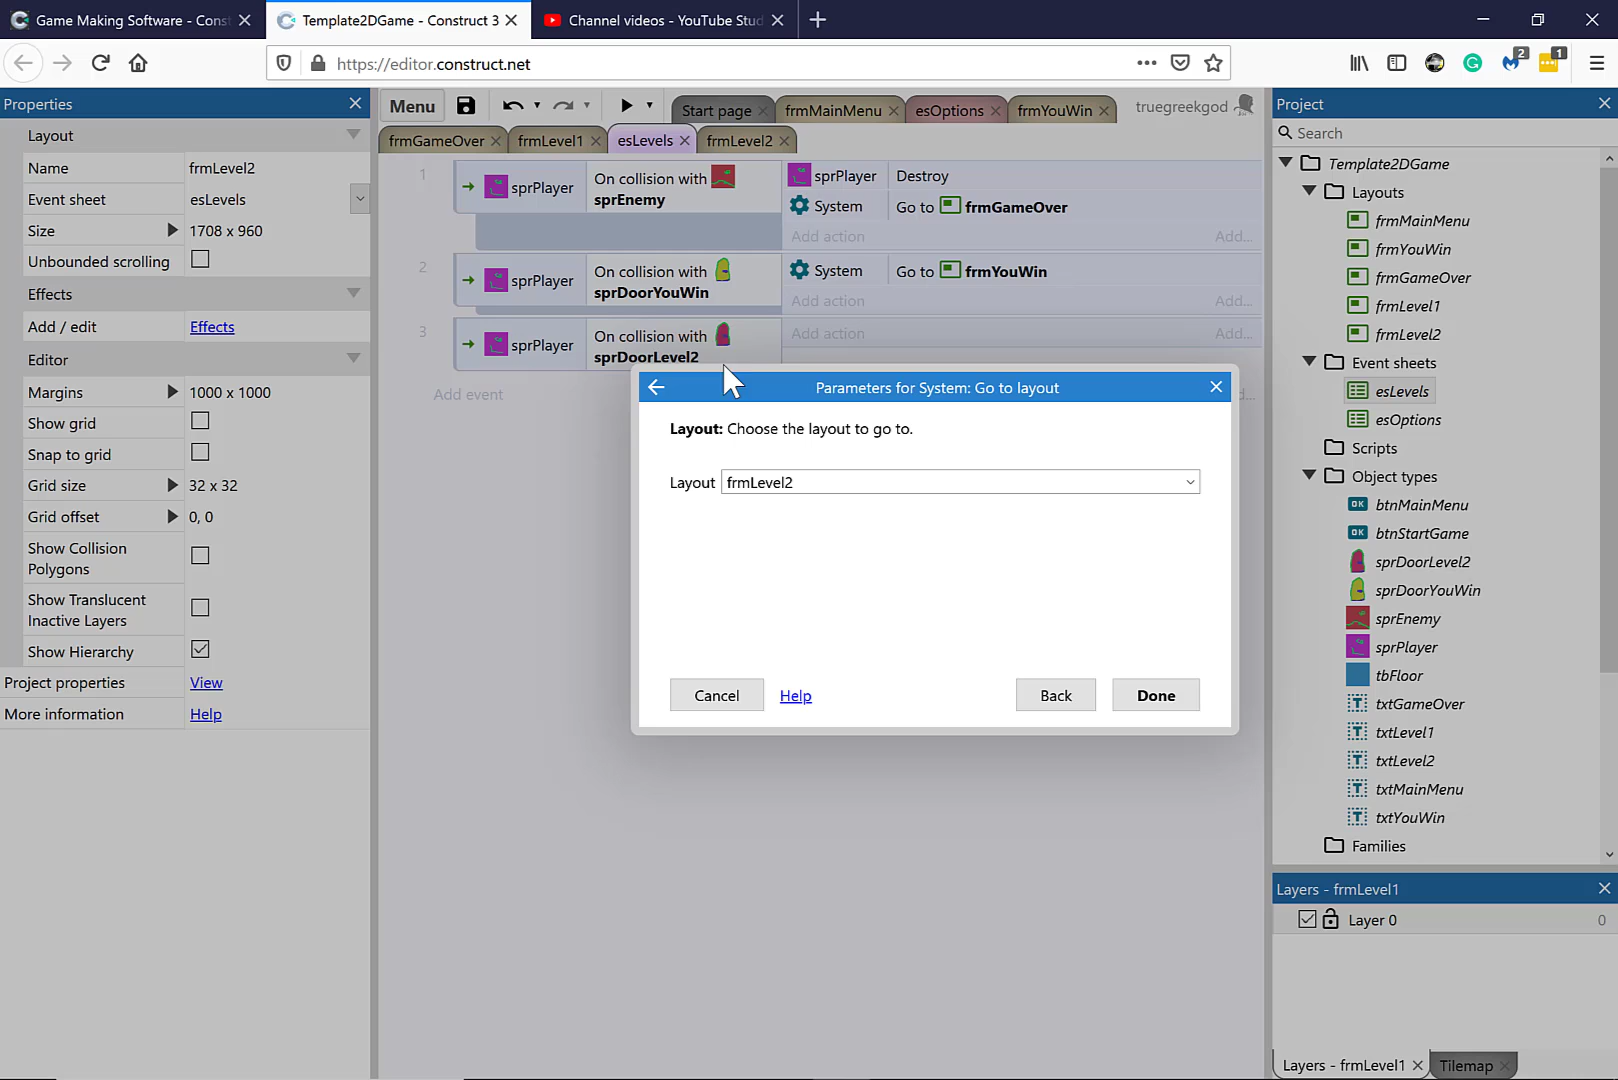 Game Making Software - Cons
Template2DGame - Construct 3
Channel videos - YouTube Stud
https://editor.construct.net
2
1
Properties
Layout
Name frmLevel2
Event sheet esLevels
Size 1708 x 960
Unbounded scrolling
Effects
Add / edit Effects
Editor
Margins 1000 x 1000
Show grid
Snap to grid
Grid size 32 x 32
Grid offset 0, 0
Show Collision
Polygons
Show Translucent
Inactive Layers
Show Hierarchy
Project properties View
More information Help
Menu
Start page
frmMainMenu
esOptions
frmYouWin
truegreekgod
frmGameOver
frmLevel1
esLevels
frmLevel2
1
sprPlayer
On collision with
sprEnemy
sprPlayer Destroy
System Go to frmGameOver
Add action Add...
2
sprPlayer
On collision with
sprDoorYouWin
System Go to frmYouWin
Add action Add...
3
sprPlayer
On collision with
sprDoorLevel2
Add action
Add event
Parameters for System: Go to layout
Layout: Choose the layout to go to.
Layout frmLevel2
Cancel Help Back Done
Project
Search
Template2DGame
Layouts
frmMainMenu
frmYouWin
frmGameOver
frmLevel1
frmLevel2
Event sheets
esLevels
esOptions
Scripts
Object types
OK btnMainMenu
OK btnStartGame
sprDoorLevel2
sprDoorYouWin
sprEnemy
sprPlayer
tbFloor
txtGameOver
txtLevel1
txtLevel2
txtMainMenu
txtYouWin
Families
Layers - frmLevel1
Layer 0 0
Layers - frmLevel1
Tilemap